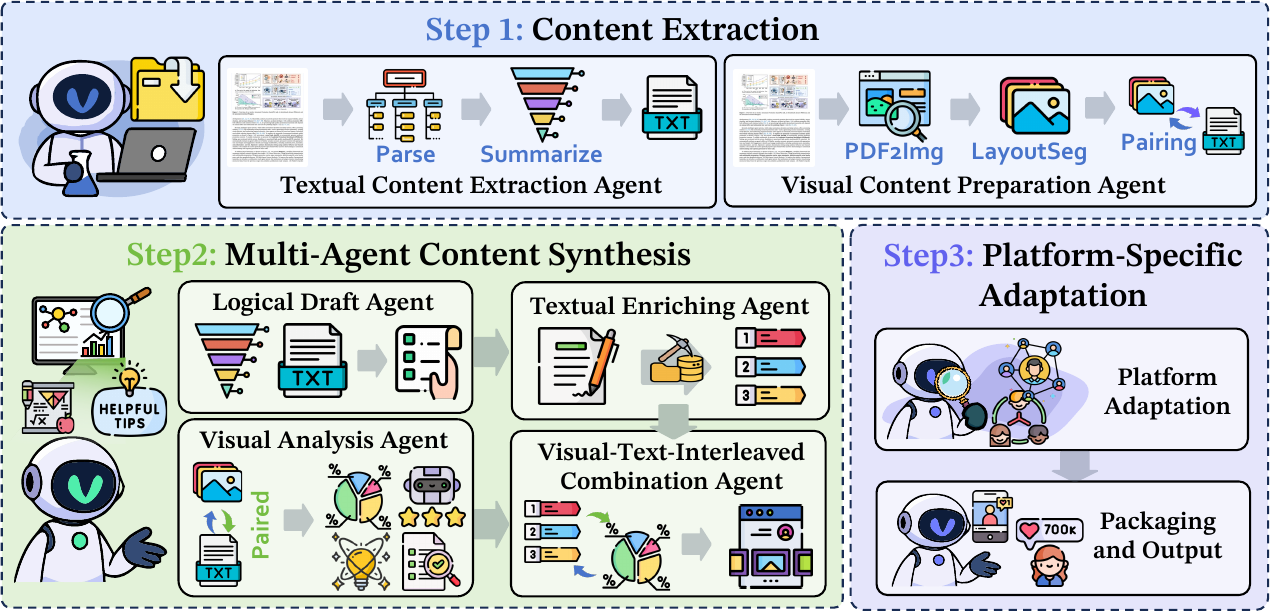 Step 1: Content Extraction
TXT
Parse
Summarize
Textual Content Extraction Agent
PDF2Img
LayoutSeg
Pairing
TXT
Visual Content Preparation Agent
Step2: Multi-Agent Content Synthesis
HELPFUL
TIPS
√x
Logical Draft Agent
TXT
Textual Enriching Agent
1
2
3
Visual Analysis Agent
Paired
TXT
% % % %
Visual-Text-Interleaved
Combination Agent
1
2
3
% % % %
Step3: Platform-Specific
Adaptation
Platform
Adaptation
1
700K
Packaging
and Output